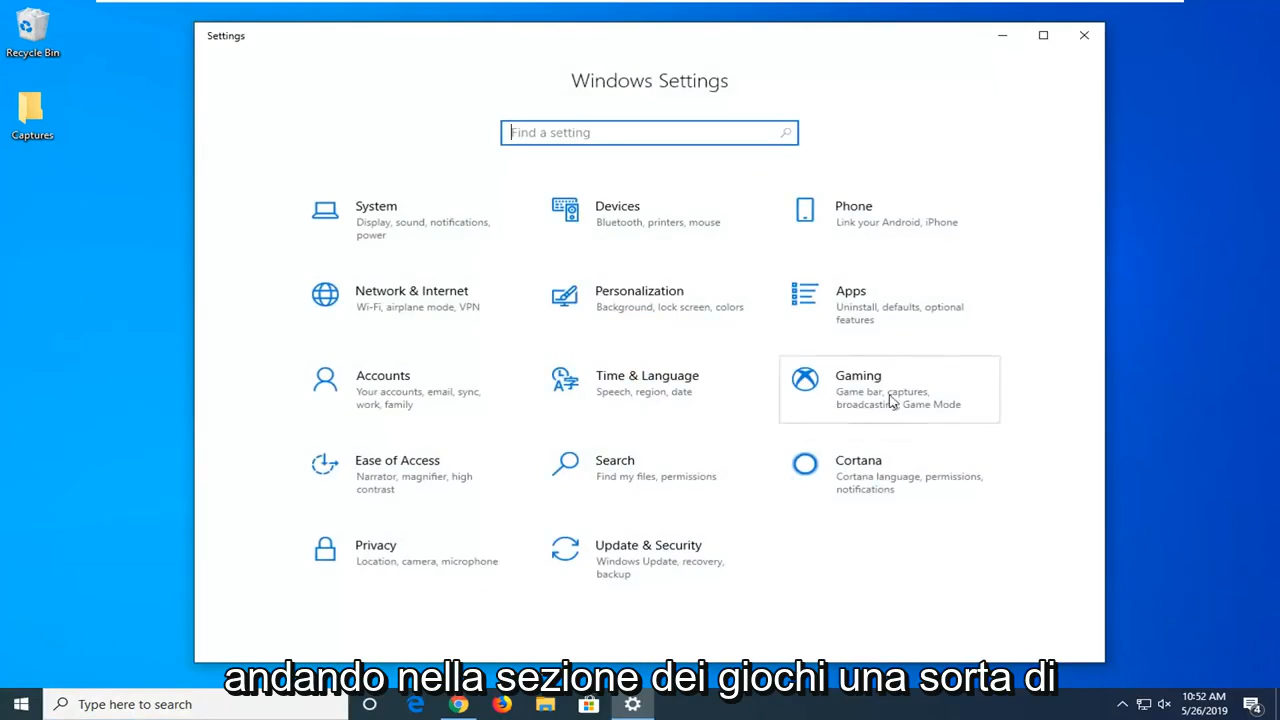 Recycle Bin
Captures
Settings
Windows Settings
Find a setting
System
Display, sound, notifications,
power
Devices
Bluetooth, printers, mouse
Phone
Link your Android, iPhone
Network & Internet
Wi-Fi, airplane mode, VPN
Personalization
Background, lock screen, colors
Apps
Uninstall, defaults, optional
features
Accounts
Your accounts, email, sync,
work, family
Time & Language
Speech, region, date
Gaming
Game bar, captures,
broadcasting, Game Mode
Ease of Access
Narrator, magnifier, high
contrast
Search
Find my files, permissions
Cortana
Cortana language, permissions,
notifications
Privacy
Location, camera, microphone
Update & Security
Windows Update, recovery,
backup
andando nella sezione dei giochi una sorta di
Type here to search
10:52 AM
5/26/2019
4